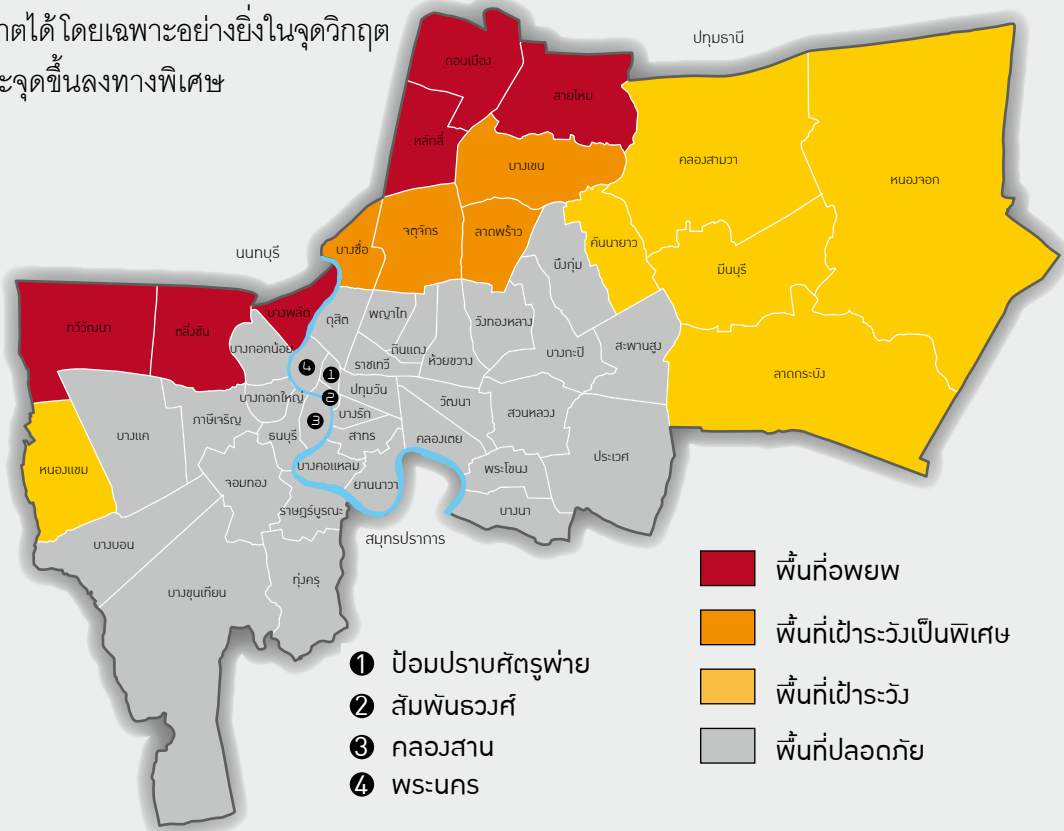 าตได้ โดยเฉพาะอย่างยิ่งในจุดวิกฤต
ะจุดขึ้นลงทางพิเศษ
ปทุมธานี
ดอนเมือง
สายไหม
หลักสี่
บางเขน
คลองสามวา
หนองจอก
จตุจักร
ลาดพร้าว
คันนายาว
นนทบุรี
บางซื่อ
บึงกุ่ม
มีนบุรี
ทวีวัฒนา
ตลิ่งชัน
บางพลัด
ดุสิต
พญาไท
วังทองหลาง
บางกอกน้อย
ดินแดง
ห้วยขวาง
บางกะปิ
สะพานสูง
4
1
ราชเทวี
ลาดกระบัง
บางกอกใหญ่
2
ปทุมวัน
วัฒนา
ภาษีเจริญ
3
บางรัก
สวนหลวง
บางแค
ธนบุรี
สาทร
คลองเตย
ประเวศ
หนองแขม
บางคอแหลม
พระโขนง
จอมทอง
ยานนาวา
ราษฎร์บูรณะ
บางนา
บางบอน
สมุทรปราการ
ทุ่งครุ
บางขุนเทียน
พื้นที่อพยพ
พื้นที่เฝ้าระวังเป็นพิเศษ
พื้นที่เฝ้าระวัง
พื้นที่ปลอดภัย
1 ป้อมปราบศัตรูพ่าย
2 สัมพันธวงศ์
3 คลองสาน
4 พระนคร